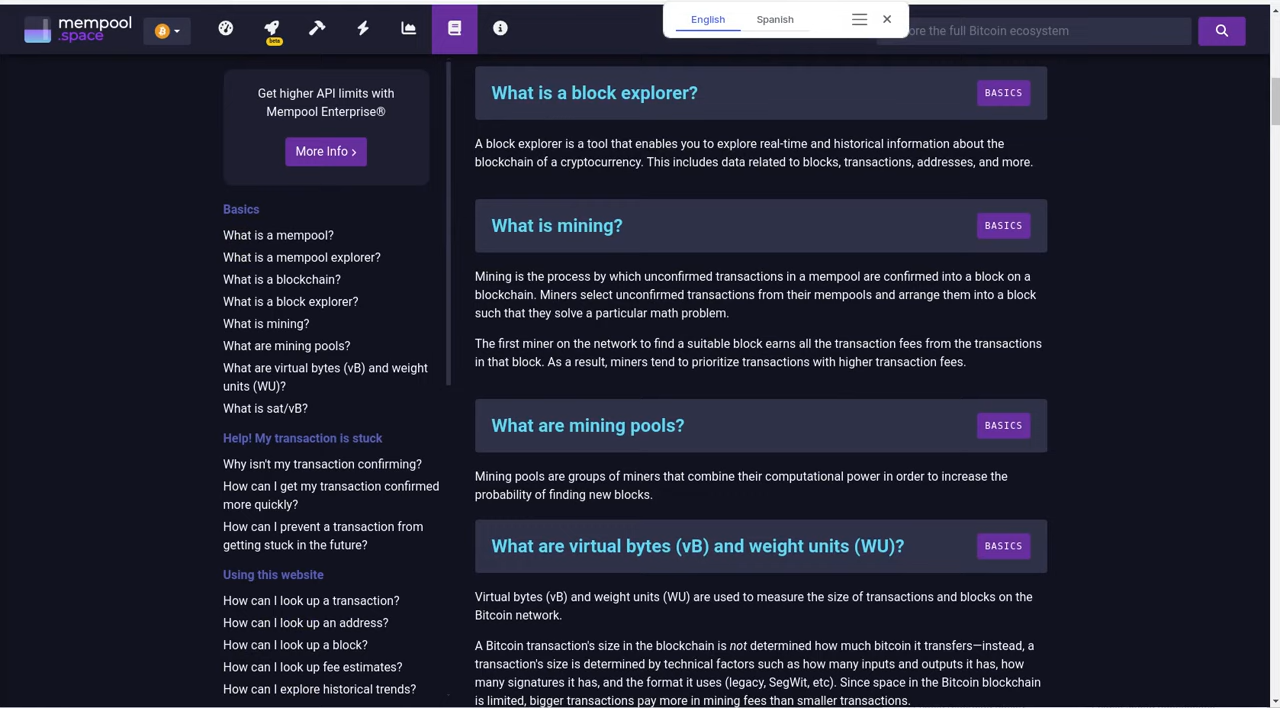 mempool
.space
beta
English
Spanish
ore the full Bitcoin ecosystem
Get higher API limits with
Mempool Enterprise®
More Info
Basics
What is a mempool?
What is a mempool explorer?
What is a blockchain?
What is a block explorer?
What is mining?
What are mining pools?
What are virtual bytes (vB) and weight
units (WU)?
What is sat/vB?
Help! My transaction is stuck
Why isn't my transaction confirming?
How can I get my transaction confirmed
more quickly?
How can I prevent a transaction from
getting stuck in the future?
Using this website
How can I look up a transaction?
How can I look up an address?
How can I look up a block?
How can I look up fee estimates?
How can I explore historical trends?
What is a block explorer?
BASICS
A block explorer is a tool that enables you to explore real-time and historical information about the
blockchain of a cryptocurrency. This includes data related to blocks, transactions, addresses, and more.
What is mining?
BASICS
Mining is the process by which unconfirmed transactions in a mempool are confirmed into a block on a
blockchain. Miners select unconfirmed transactions from their mempools and arrange them into a block
such that they solve a particular math problem.
The first miner on the network to find a suitable block earns all the transaction fees from the transactions
in that block. As a result, miners tend to prioritize transactions with higher transaction fees.
What are mining pools?
BASICS
Mining pools are groups of miners that combine their computational power in order to increase the
probability of finding new blocks.
What are virtual bytes (vB) and weight units (WU)?
BASICS
Virtual bytes (vB) and weight units (WU) are used to measure the size of transactions and blocks on the
Bitcoin network.
A Bitcoin transaction's size in the blockchain is not determined how much bitcoin it transfers—instead, a
transaction's size is determined by technical factors such as how many inputs and outputs it has, how
many signatures it has, and the format it uses (legacy, SegWit, etc). Since space in the Bitcoin blockchain
is limited, bigger transactions pay more in mining fees than smaller transactions.